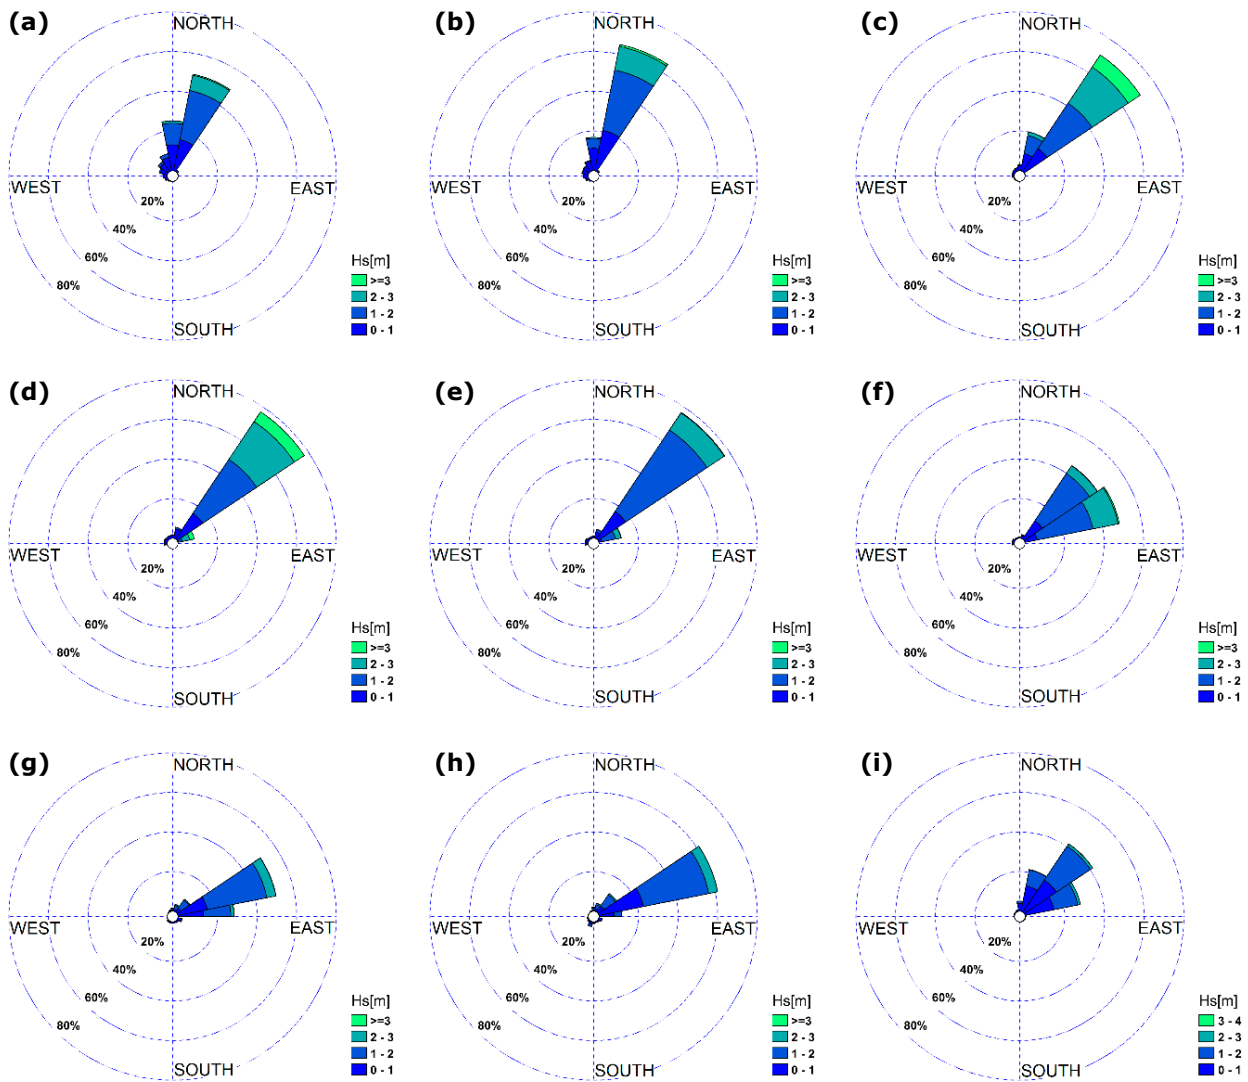 (a)
NORTH
WEST
EAST
20%
40%
60%
80%
SOUTH
Hs[m]
>=3
2 - 3
1 - 2
0 - 1
(b)
NORTH
WEST
EAST
20%
40%
60%
80%
SOUTH
Hs[m]
>=3
2 - 3
1 - 2
0 - 1
(c)
NORTH
WEST
EAST
20%
40%
60%
80%
SOUTH
Hs[m]
>=3
2 - 3
1 - 2
0 - 1
(d)
NORTH
WEST
EAST
20%
40%
60%
80%
SOUTH
Hs[m]
>=3
2 - 3
1 - 2
0 - 1
(e)
NORTH
WEST
EAST
20%
40%
60%
80%
SOUTH
Hs[m]
>=3
2 - 3
1 - 2
0 - 1
(f)
NORTH
WEST
EAST
20%
40%
60%
80%
SOUTH
Hs[m]
>=3
2 - 3
1 - 2
0 - 1
(g)
NORTH
WEST
EAST
20%
40%
60%
80%
SOUTH
Hs[m]
>=3
2 - 3
1 - 2
0 - 1
(h)
NORTH
WEST
EAST
20%
40%
60%
80%
SOUTH
Hs[m]
>=3
2 - 3
1 - 2
0 - 1
(i)
NORTH
WEST
EAST
20%
40%
60%
80%
SOUTH
Hs[m]
3 - 4
2 - 3
1 - 2
0 - 1